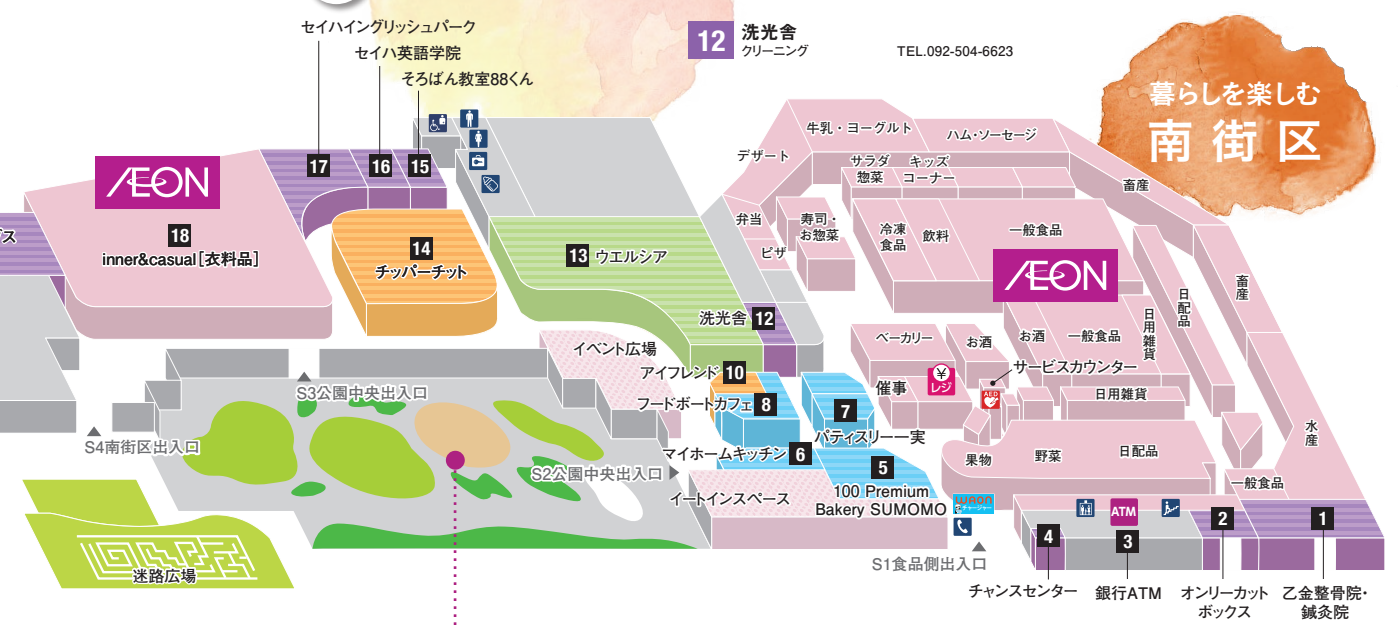 セイハイングリッシュパーク
セイハ英語学院
そろばん教室88くん
12
洗光舎
クリーニング
TEL.092-504-6623
暮らしを楽しむ
南街区
17
16
15
ÆON
18
inner&casual[衣料品]
14
チッパーチット
13
ウエルシア
洗光舎
12
デザート
牛乳・ヨーグルト
ハム・ソーセージ
サラダ
惣菜
キッズ
コーナー
畜産
弁当
ピザ
寿司・
お惣菜
冷凍
食品
飲料
一般食品
ÆON
畜産
日配品
日用雑貨
お酒
一般食品
ベーカリー
お酒
サービスカウンター
催事
¥
レジ
AED
日用雑貨
果物
野菜
日配品
水産
一般食品
イベント広場
アイフレンド
10
フードボートカフェ
8
7
パティスリー一実
マイホームキッチン
6
5
100 Premium
Bakery SUMOMO
イートインスペース
S3公園中央出入口
S4南街区出入口
S2公園中央出入口
迷路広場
WAON
チャージャー
S1食品側出入口
ATM
4
3
2
1
チャンスセンター
銀行ATM
オンリーカット
ボックス
乙金整骨院・
鍼灸院